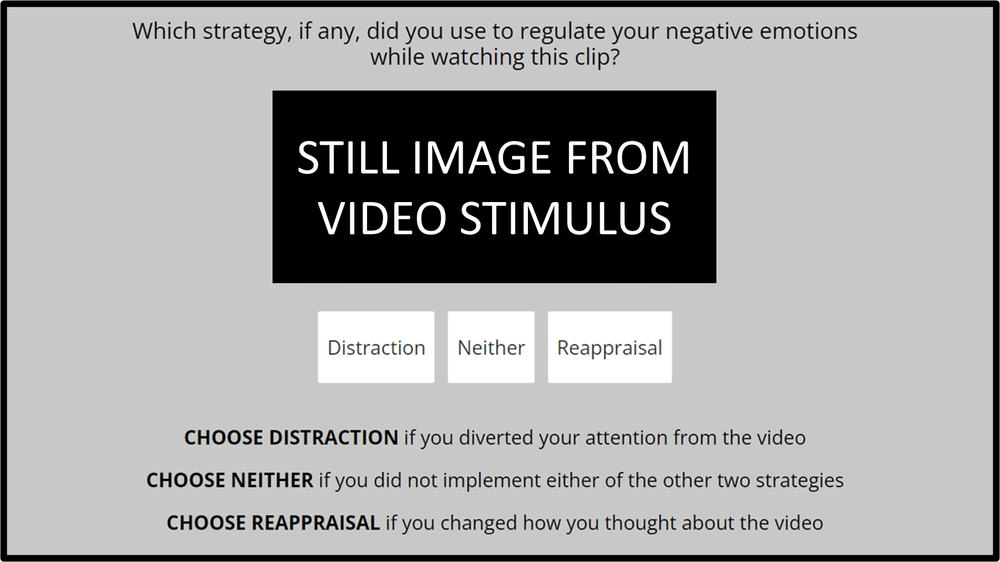 Which strategy, if any, did you use to regulate your negative emotions
while watching this clip?
STILL IMAGE FROM
VIDEO STIMULUS
Distraction Neither Reappraisal
CHOOSE DISTRACTION if you diverted your attention from the video
CHOOSE NEITHER if you did not implement either of the other two strategies
CHOOSE REAPPRAISAL if you changed how you thought about the video